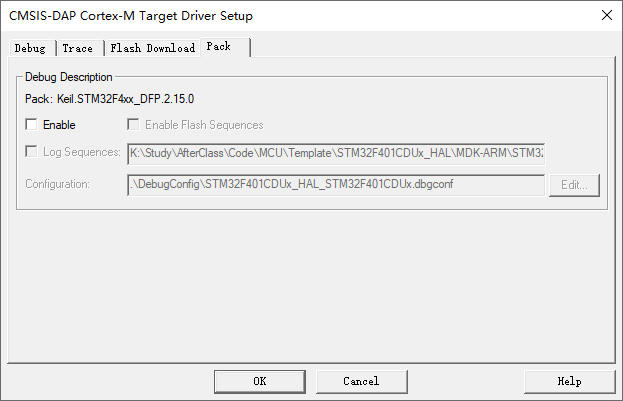 CMSIS-DAP Cortex-M Target Driver Setup
Debug Trace Flash Download Pack
Debug Description
Pack: Keil.STM32F4xx_DFP.2.15.0
Enable Enable Flash Sequences
Log Sequences: K:\Study\AfterClass\Code\MCU\Template\STM32F401CDUx_HAL\MDK-ARM\STM32
Configuration: .\DebugConfig\STM32F401CDUx_HAL_STM32F401CDUx.dbgconf Edit...
OK Cancel Help